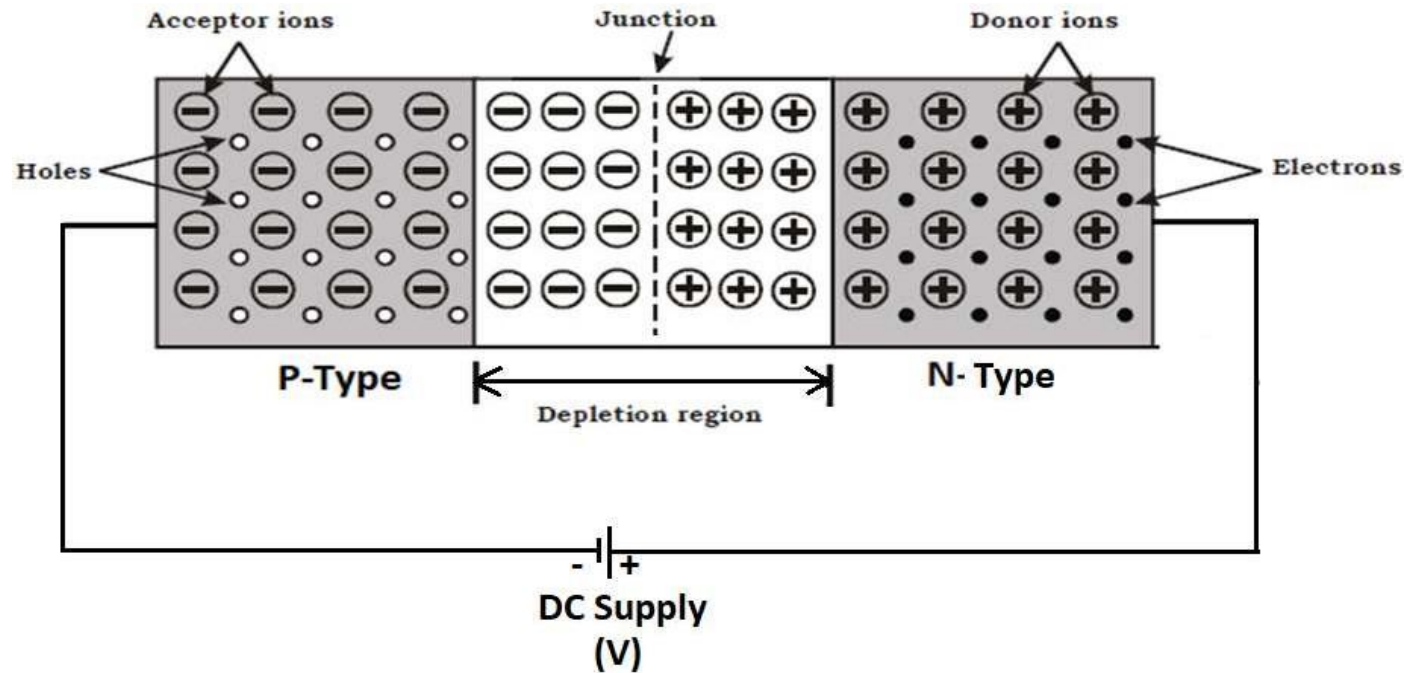 Acceptor ions
Junction
Donor ions
Holes
Electrons
P-Type
N- Type
Depletion region
- +
DC Supply
(V)